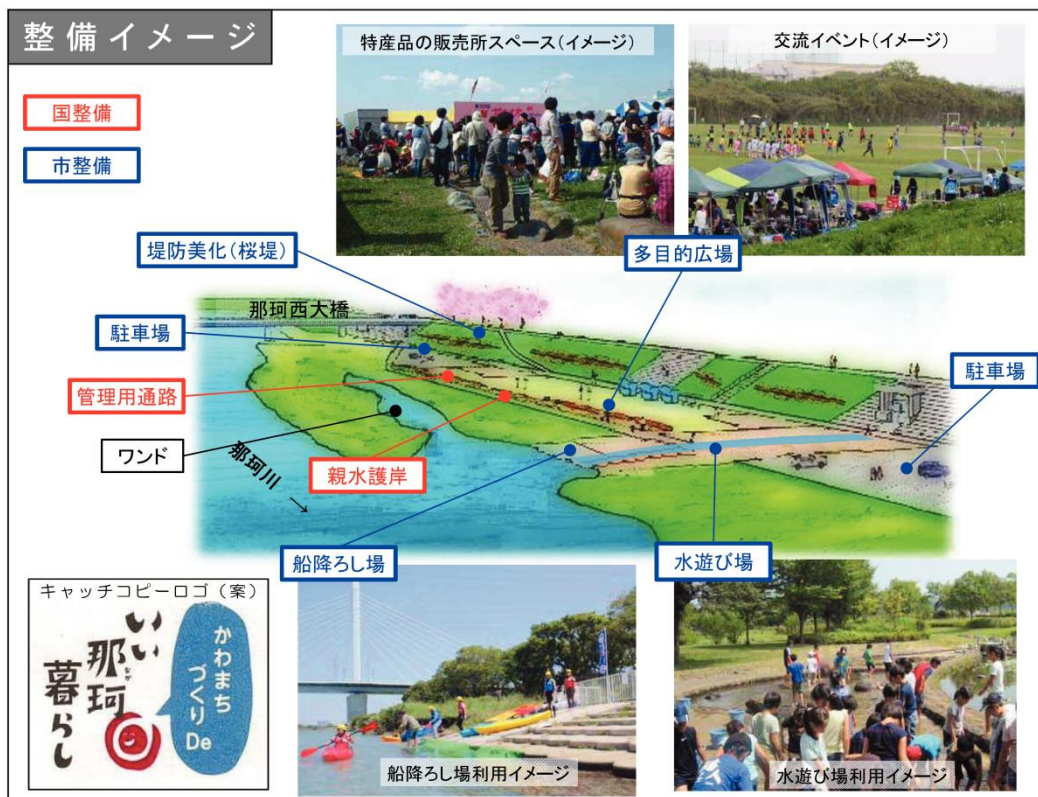 整備イメージ
国整備
市整備
特産品の販売所スペース(イメージ)
交流イベント(イメージ)
堤防美化(桜堤)
多目的広場
那珂西大橋
駐車場
駐車場
管理用通路
ワンド
那珂川
→
親水護岸
船降ろし場
水遊び場
キャッチコピーロゴ(案)
いい
那珂
なか
暮らし
かわまち
づくり
De
船降ろし場利用イメージ
水遊び場利用イメージ